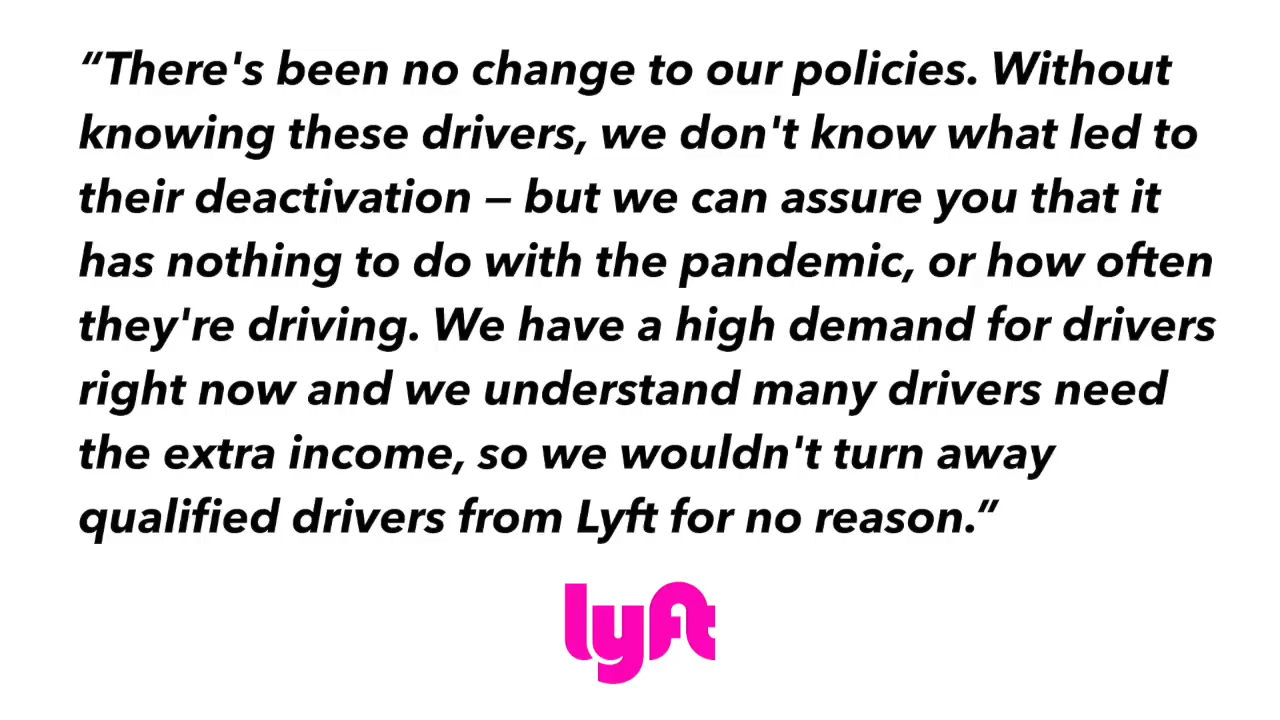 “There's been no change to our policies. Without
knowing these drivers, we don't know what led to
their deactivation – but we can assure you that it
has nothing to do with the pandemic, or how often
they're driving. We have a high demand for drivers
right now and we understand many drivers need
the extra income, so we wouldn't turn away
qualified drivers from Lyft for no reason.”
lyft